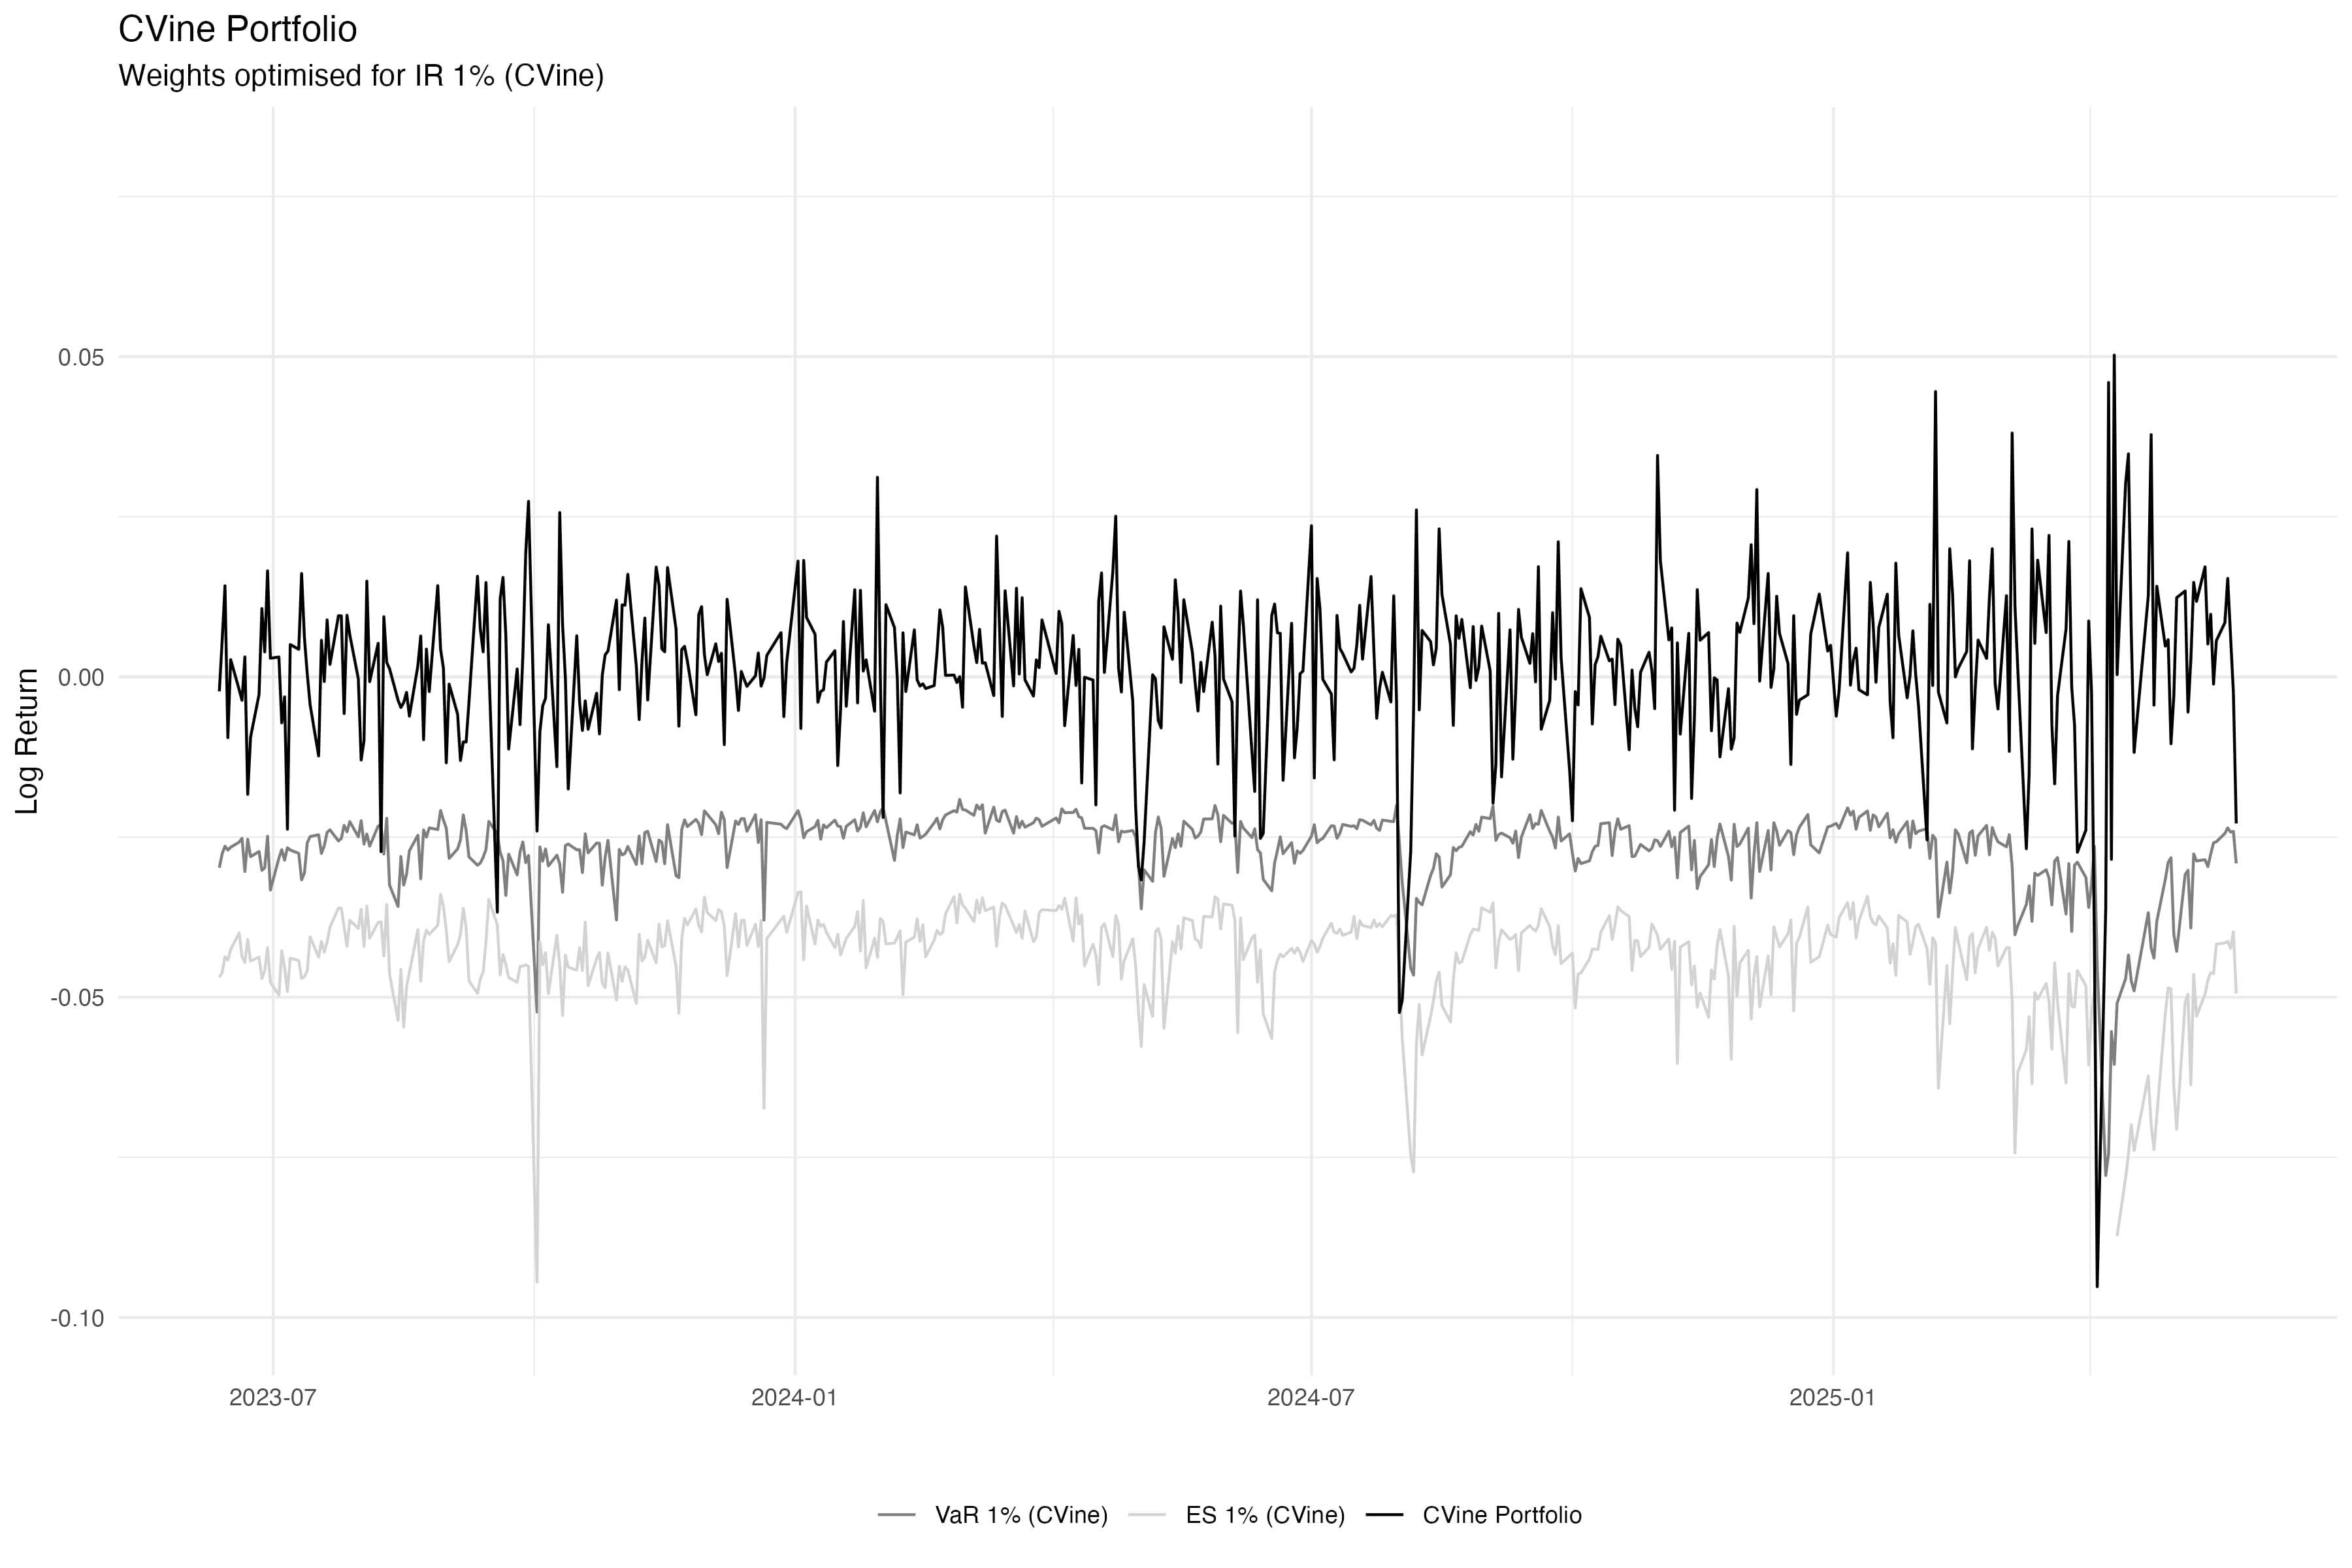 CVine Portfolio
Weights optimised for IR 1% (CVine)
Log Return
0.05
0.00
-0.05
-0.10
2023-07
2024-01
2024-07
2025-01
VaR 1% (CVine)
ES 1% (CVine)
CVine Portfolio